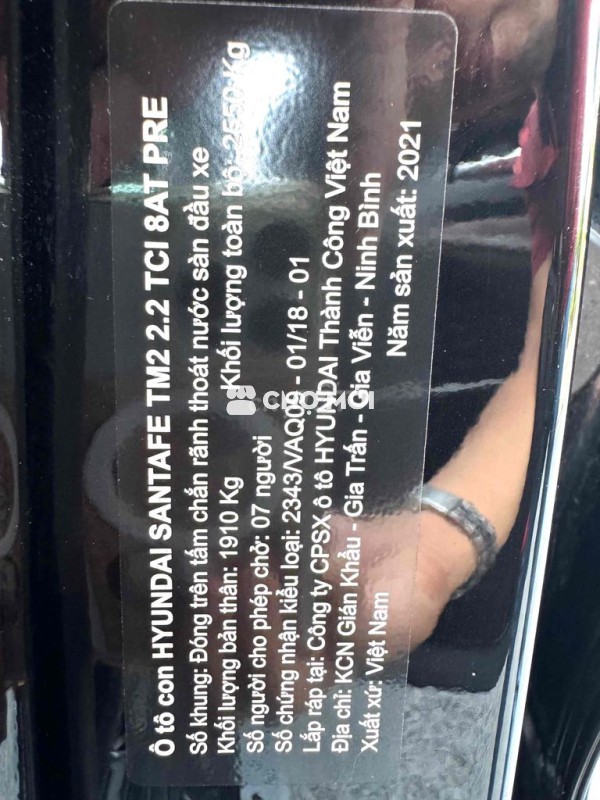 Ô tô con HYUNDAI SANTAFE TM2 2.2 TCI 8AT PRE
Số khung: Đóng trên tấm chắn rãnh thoát nước sàn đầu xe
Khối lượng bản thân: 1910 Kg Khối lượng toàn bộ: 2550 Kg
Số người cho phép chở: 07 người
Số chứng nhận kiểu loại: 2343/VAQ06 - 01/18 - 01
Lắp ráp tại: Công ty CPSX ô tô HYUNDAI Thành Công Việt Nam
Địa chỉ: KCN Gián Khẩu - Gia Trấn - Gia Viễn - Ninh Bình
Xuất xứ: Việt Nam Năm sản xuất: 2021
CHỢ TỐT